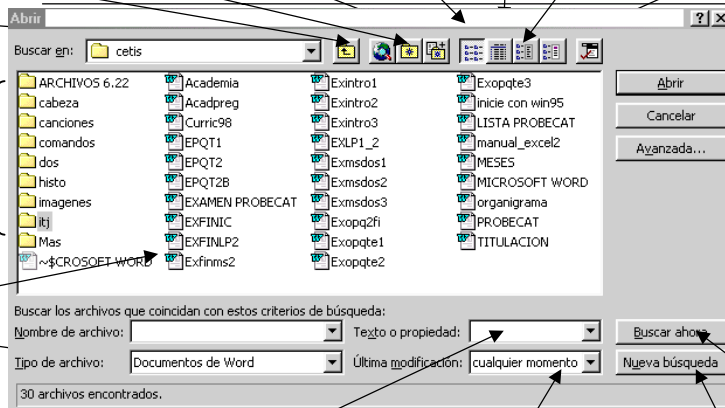 Abrir
Buscar en: cetis
ARCHIVOS 6.22
cabeza
canciones
comandos
dos
histo
imagenes
itj
Mas
~$CROSOFT WORD
Academia
Acadpreg
Curric98
EPQT1
EPQT2
EPQT2B
EXAMEN PROBECAT
EXFINIC
EXFINLP2
Exfinms2
Exintro1
Exintro2
Exintro3
EXLP1_2
Exmsdos1
Exmsdos2
Exmsdos3
Exopq2fi
Exopqte1
Exopqte2
Exopqte3
inicie con win95
LISTA PROBECAT
manual_excel2
MESES
MICROSOFT WORD
organigrama
PROBECAT
TITULACION
Abrir
Cancelar
Avanzada...
Buscar los archivos que coincidan con estos criterios de búsqueda:
Nombre de archivo: Texto o propiedad: Buscar ahora
Tipo de archivo: Documentos de Word Última modificación: cualquier momento Nueva búsqueda
30 archivos encontrados.